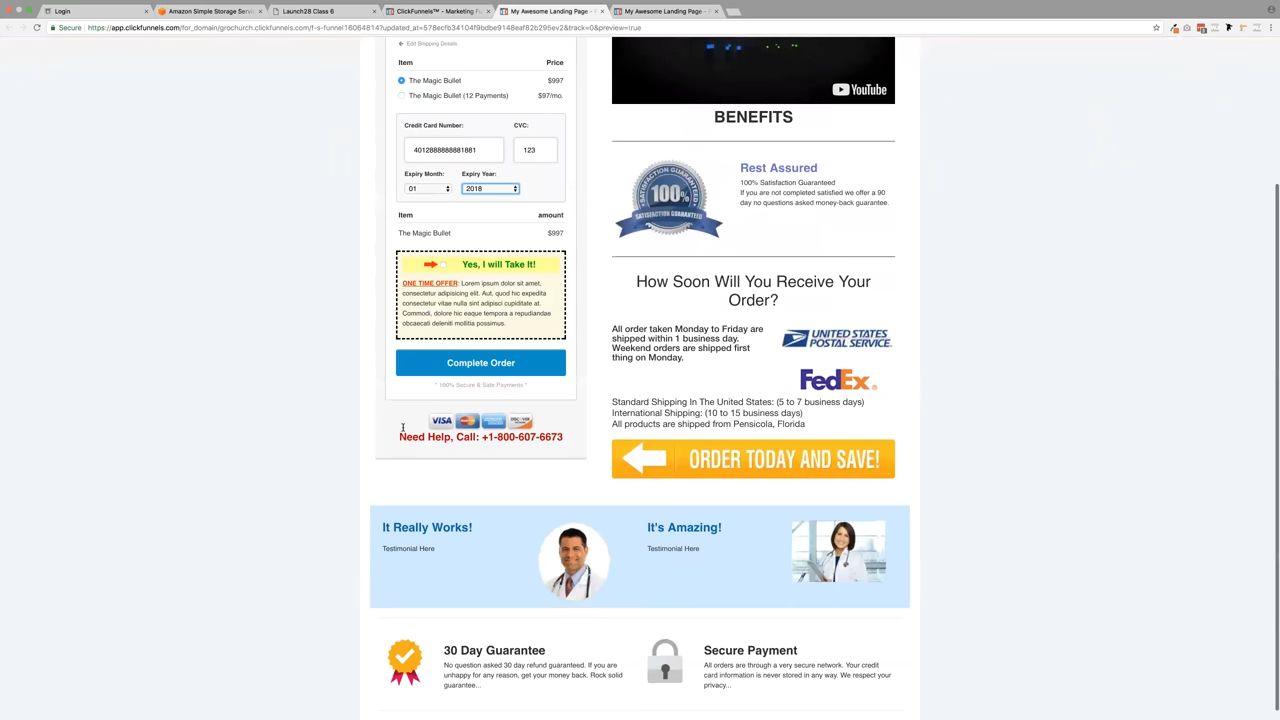 Login
Amazon Simple Storage Servi
Launch28 Class 6
ClickFunnels™ - Marketing Fu
My Awesome Landing Page -
My Awesome Landing Page -
Secure
https://app.clickfunnels.com/for_domain/grochurch.clickfunnels.com/f-s-funnel16064814?updated_at=578ecfb34104f9bdbe9148eaf82b295ev2&track=0&preview=true
Edit Shipping Details
Item Price
The Magic Bullet $997
The Magic Bullet (12 Payments) $97/mo.
Credit Card Number: CVC:
4012888888881881 123
Expiry Month: Expiry Year:
01 2018
Item amount
The Magic Bullet $997
Yes, I will Take It!
ONE TIME OFFER: Lorem ipsum dolor sit amet,
consectetur adipisicing elit. Aut, quod hic expedita
consectetur vitae nulla sint adipisci cupiditate at.
Commodi, dolore hic eaque tempora a repudiandae
obcaecati deleniti mollitia possimus.
Complete Order
* 100% Secure & Safe Payments *
VISA
DISCOVER
Need Help, Call: +1-800-607-6673
YouTube
BENEFITS
SATISFACTION GUARANTEED
100%
SATISFACTION GUARANTEED
Rest Assured
100% Satisfaction Guaranteed
If you are not completed satisfied we offer a 90
day no questions asked money-back guarantee.
How Soon Will You Receive Your
Order?
All order taken Monday to Friday are
shipped within 1 business day.
Weekend orders are shipped first
thing on Monday.
UNITED STATES
POSTAL SERVICE
FedEx
Standard Shipping In The United States: (5 to 7 business days)
International Shipping: (10 to 15 business days)
All products are shipped from Pensicola, Florida
ORDER TODAY AND SAVE!
It Really Works!
Testimonial Here
It's Amazing!
Testimonial Here
30 Day Guarantee
No question asked 30 day refund guaranteed. If you are
unhappy for any reason, get your money back. Rock solid
guarantee...
Secure Payment
All orders are through a very secure network. Your credit
card information is never stored in any way. We respect your
privacy...